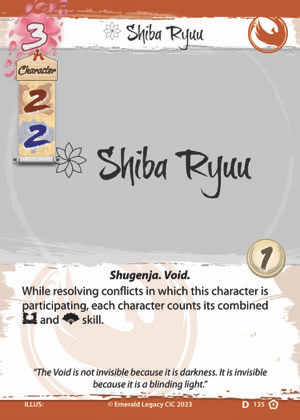 3
Shiba Ryuu
Character
2
2
Shiba Ryuu
1
Shugenja. Void.
While resolving conflicts in which this character is
participating, each character counts its combined
and skill.
"The Void is not invisible because it is darkness. It is invisible
because it is a blinding light."
ILLUS: © Emerald Legacy CIC 2023 D 135